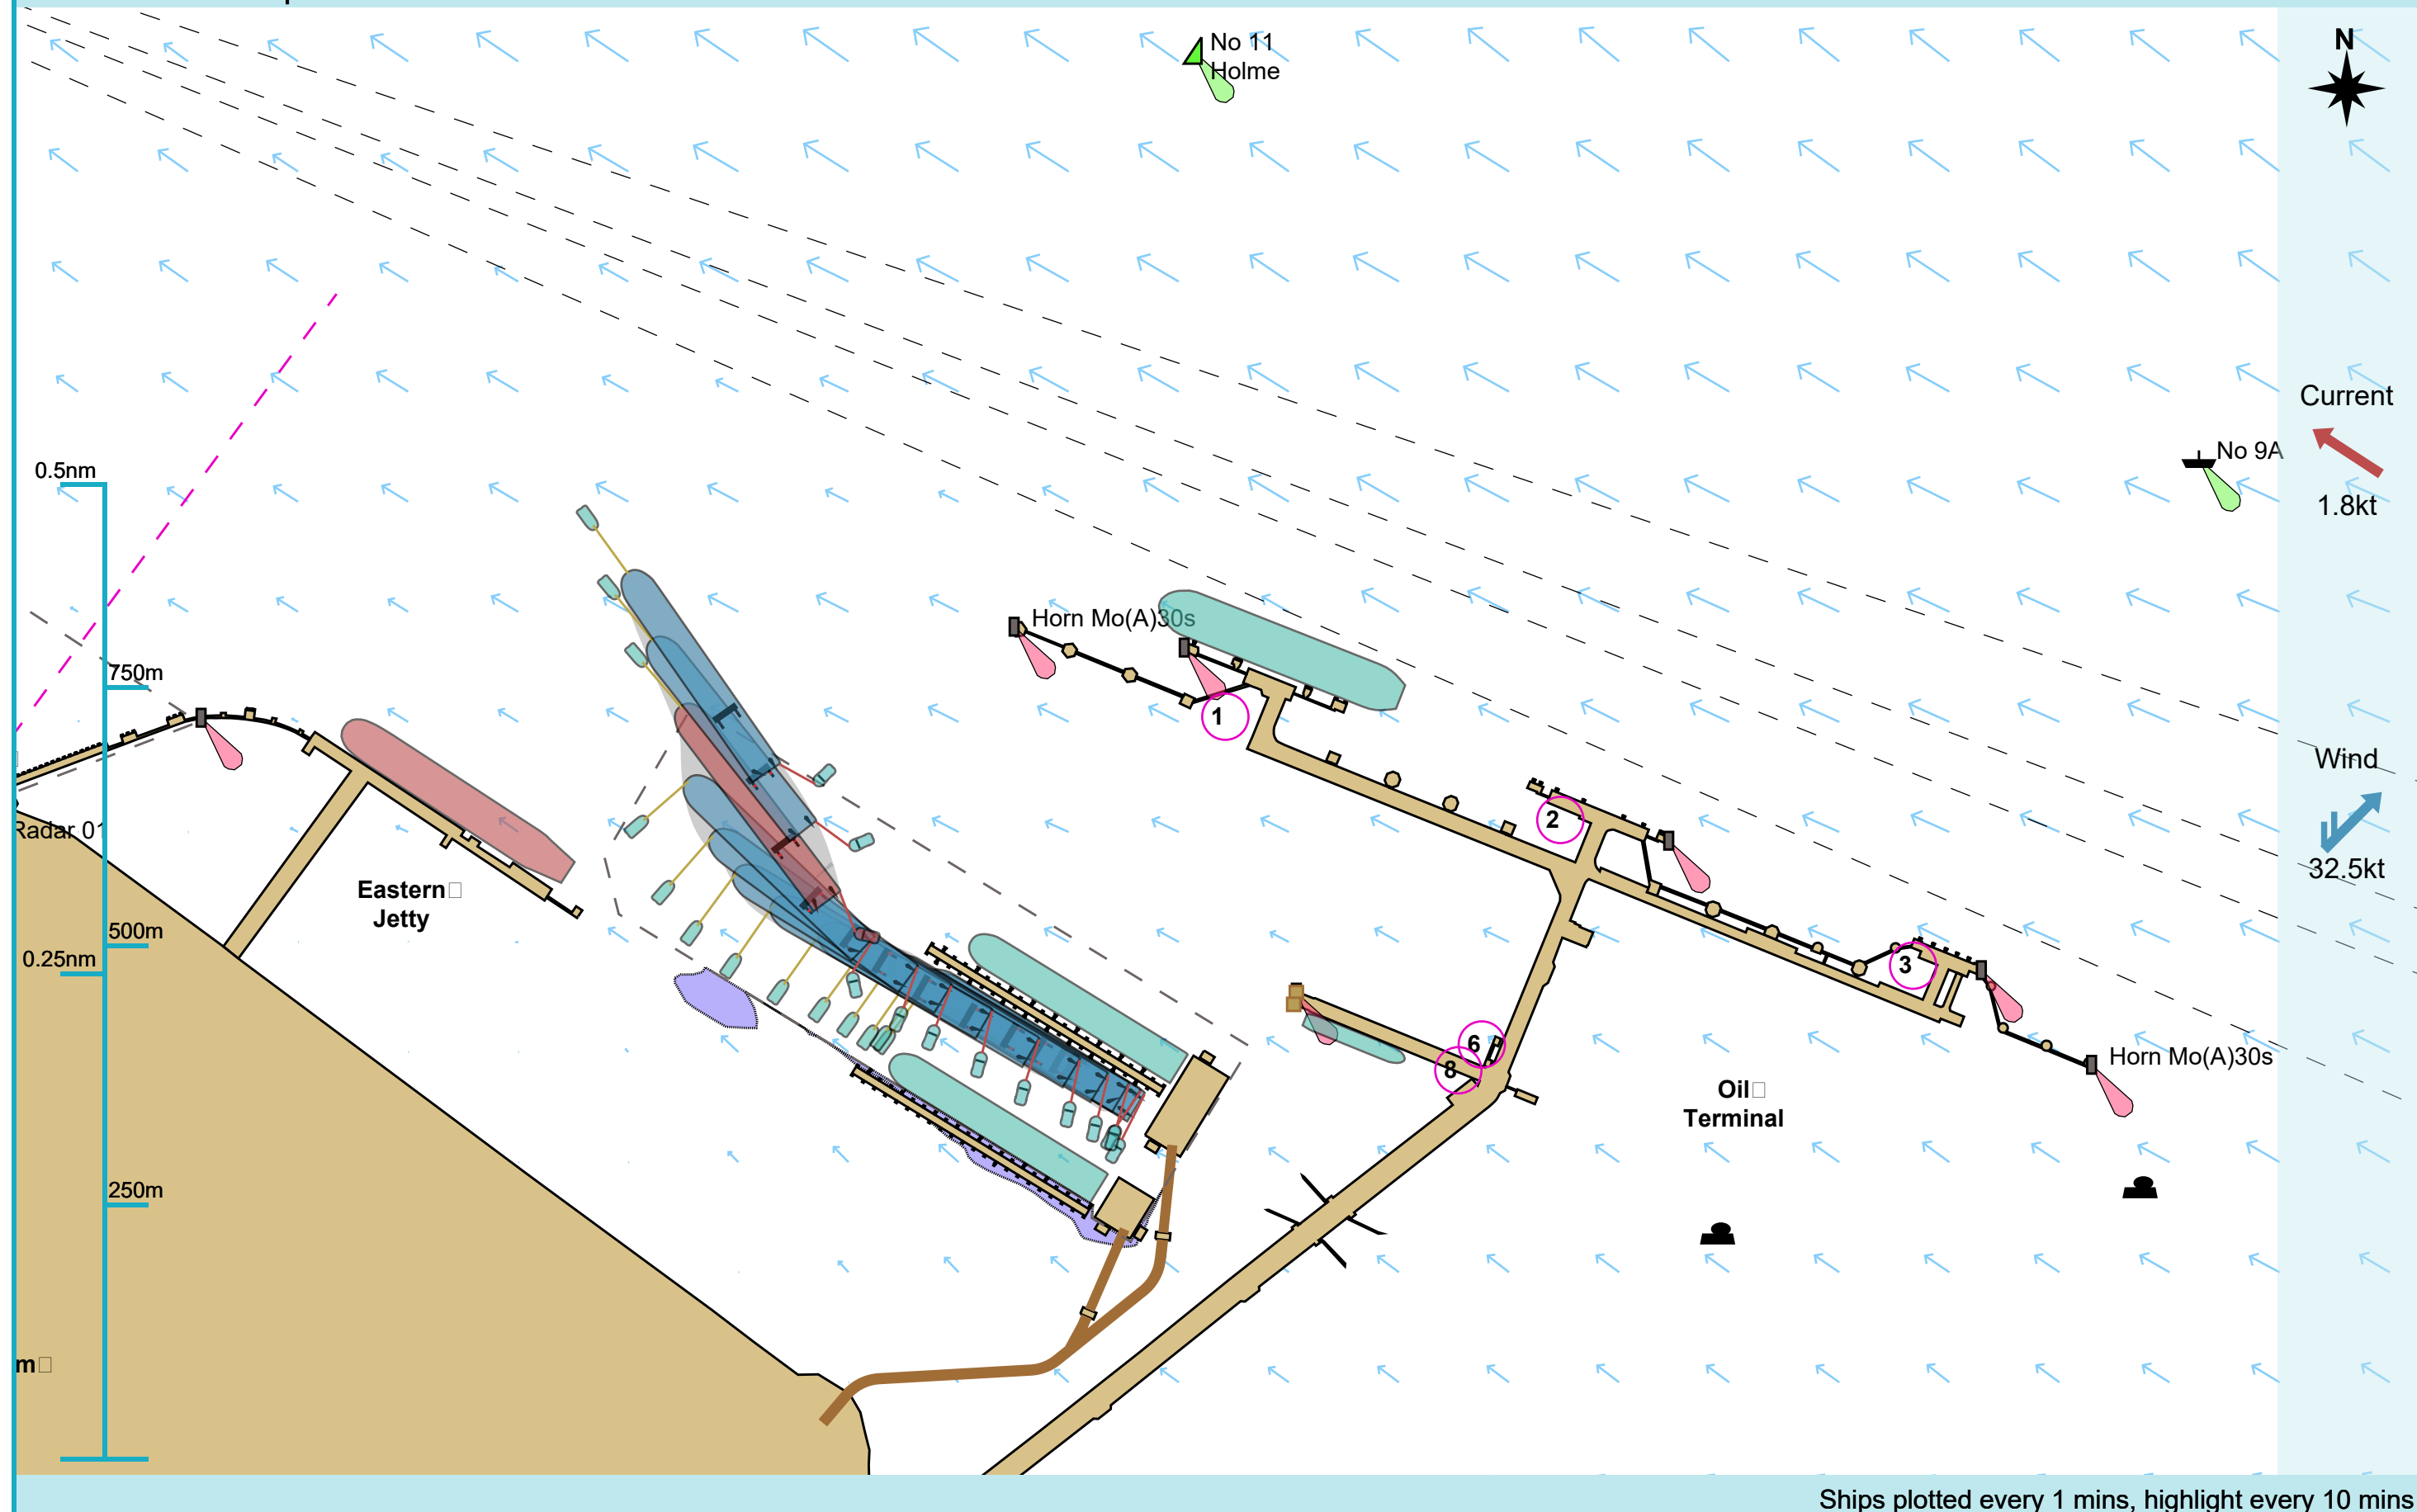 No 11
Holme
N
Current
0.5nm
No 9A
1.8kt
Horn Mo(A)30s
750m
1
Wind
2
Radar 01
32.5kt
Eastern
Jetty
500m
0.25nm
3
6
Horn Mo(A)30s
8
Oil
Terminal
250m
m
Ships plotted every 1 mins, highlight every 10 mins